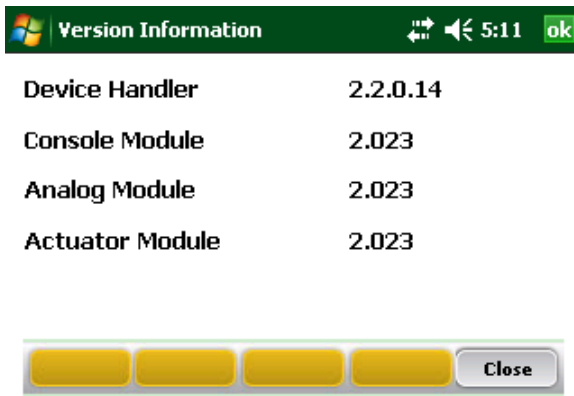 Version Information 5:11 ok
Device Handler 2.2.0.14
Console Module 2.023
Analog Module 2.023
Actuator Module 2.023
Close